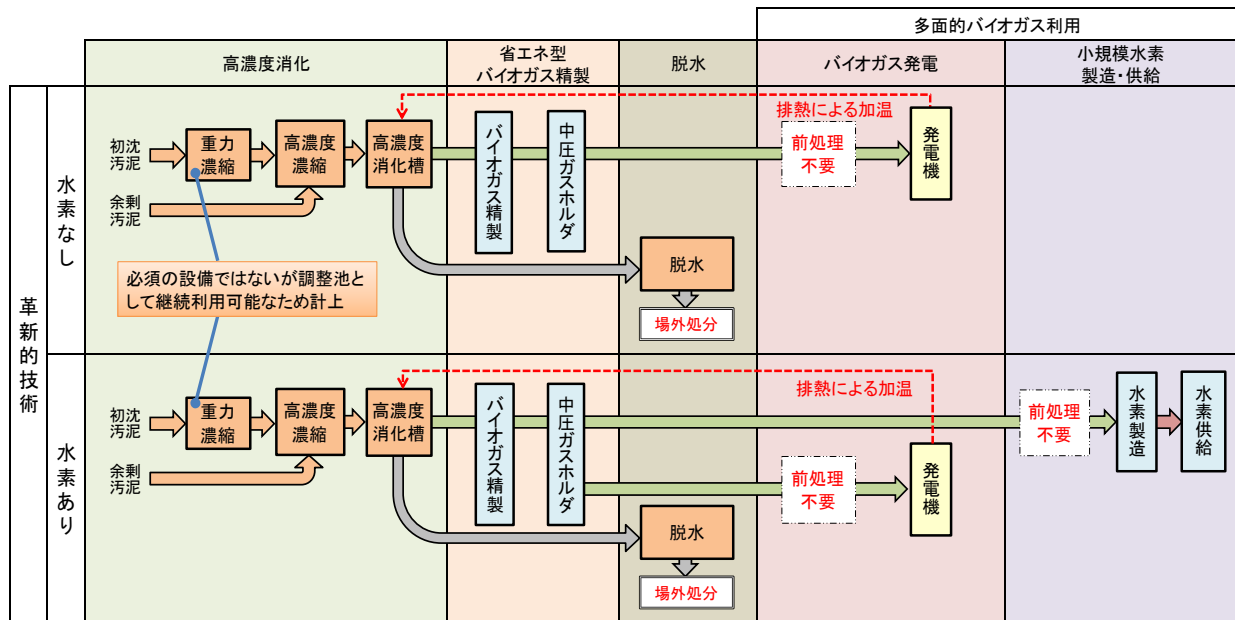 多面的バイオガス利用
高濃度消化
省エネ型
バイオガス精製
脱水
バイオガス発電
小規模水素
製造・供給
革新的技術
水素なし
初沈
汚泥
余剰
汚泥
重力
濃縮
高濃度
濃縮
高濃度
消化槽
バイオガス精製
中圧ガスホルダ
排熱による加温
前処理
不要
発電機
脱水
場外処分
必須の設備ではないが調整池と
して継続利用可能なため計上
水素あり
初沈
汚泥
余剰
汚泥
重力
濃縮
高濃度
濃縮
高濃度
消化槽
バイオガス精製
中圧ガスホルダ
排熱による加温
前処理
不要
水素製造
水素供給
前処理
不要
発電機
脱水
場外処分